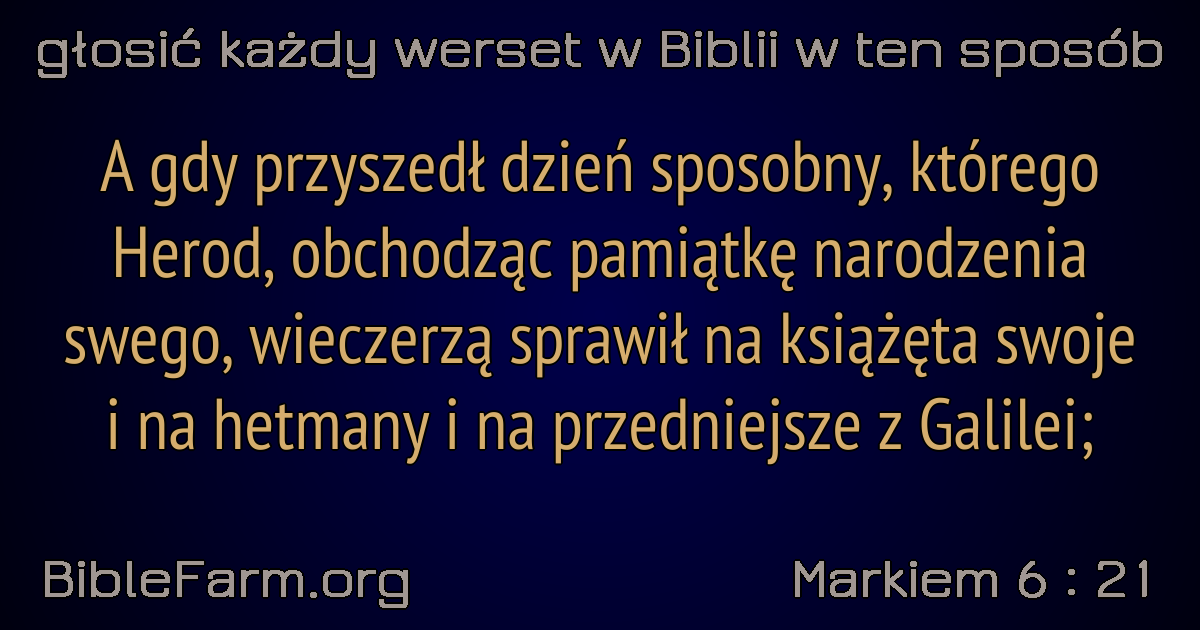 głosić każdy werset w Biblii w ten sposób
A gdy przyszedł dzień sposobny, którego
Herod, obchodząc pamiątkę narodzenia
swego, wieczerzą sprawił na książęta swoje
i na hetmany i na przedniejsze z Galilei;
BibleFarm.org
Markiem 6 : 21